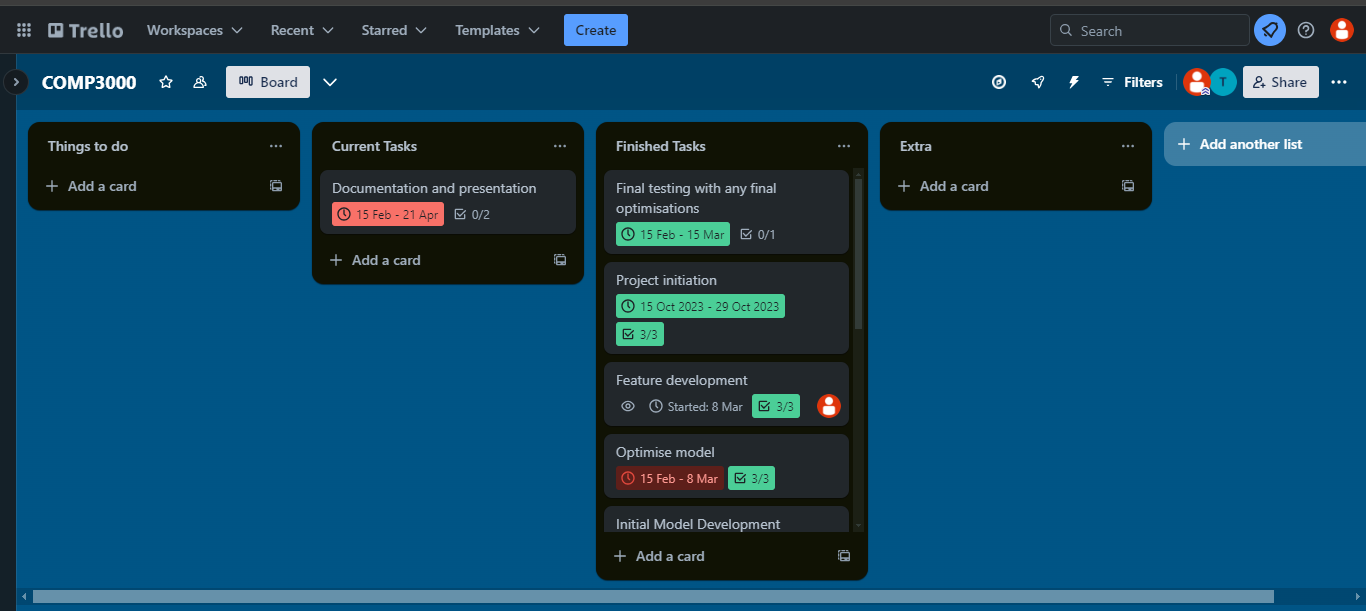 Trello Workspaces Recent Starred Templates Create Search
COMP3000 Board Filters T Share
Things to do
Add a card
Current Tasks
Documentation and presentation
15 Feb - 21 Apr 0/2
Add a card
Finished Tasks
Final testing with any final
optimisations
15 Feb - 15 Mar 0/1
Project initiation
15 Oct 2023 - 29 Oct 2023
3/3
Feature development
Started: 8 Mar 3/3
Optimise model
15 Feb - 8 Mar 3/3
Initial Model Development
Add a card
Extra
Add a card
Add another list